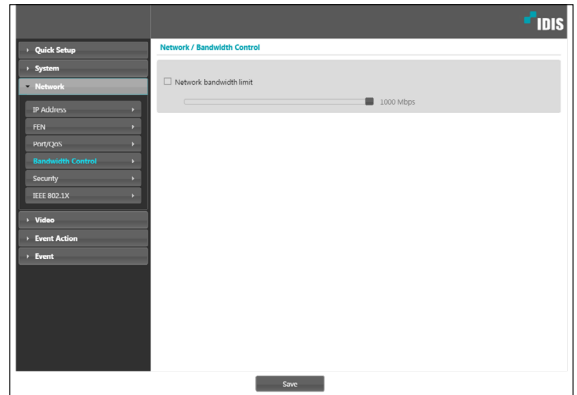 IDIS
Quick Setup
System
Network
IP Address
FEN
Port/QoS
Bandwidth Control
Security
IEEE 802.1X
Video
Event Action
Event
Network / Bandwidth Control
Network bandwidth limit
1000 Mbps
Save